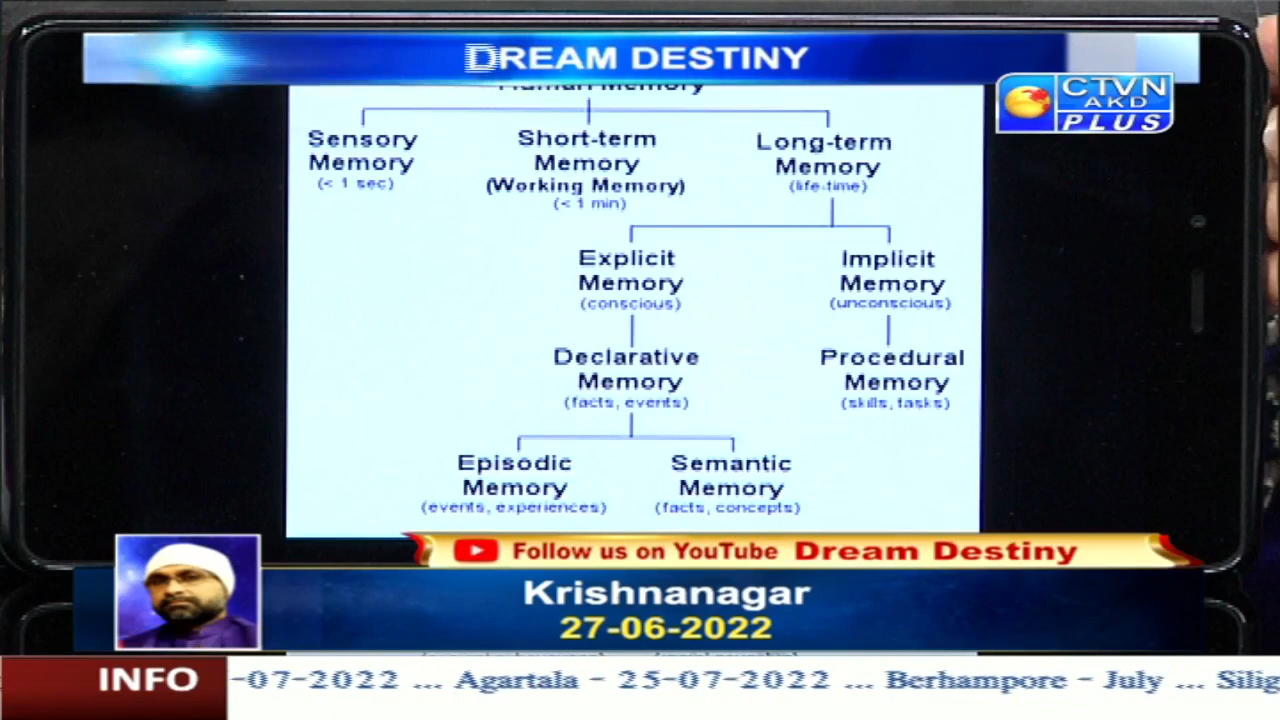 DREAM DESTINY
CTVN
AKD
PLUS
Human Memory
Sensory
Memory
(< 1 sec)
Short-term
Memory
(Working Memory)
(< 1 min)
Long-term
Memory
(life-time)
Explicit
Memory
(conscious)
Implicit
Memory
(unconscious)
Declarative
Memory
(facts, events)
Procedural
Memory
(skills, tasks)
Episodic
Memory
(events, experiences)
Semantic
Memory
(facts, concepts)
Follow us on YouTube Dream Destiny
Krishnanagar
27-06-2022
INFO
-07-2022 ... Agartala - 25-07-2022 ... Berhampore - July ... Silig